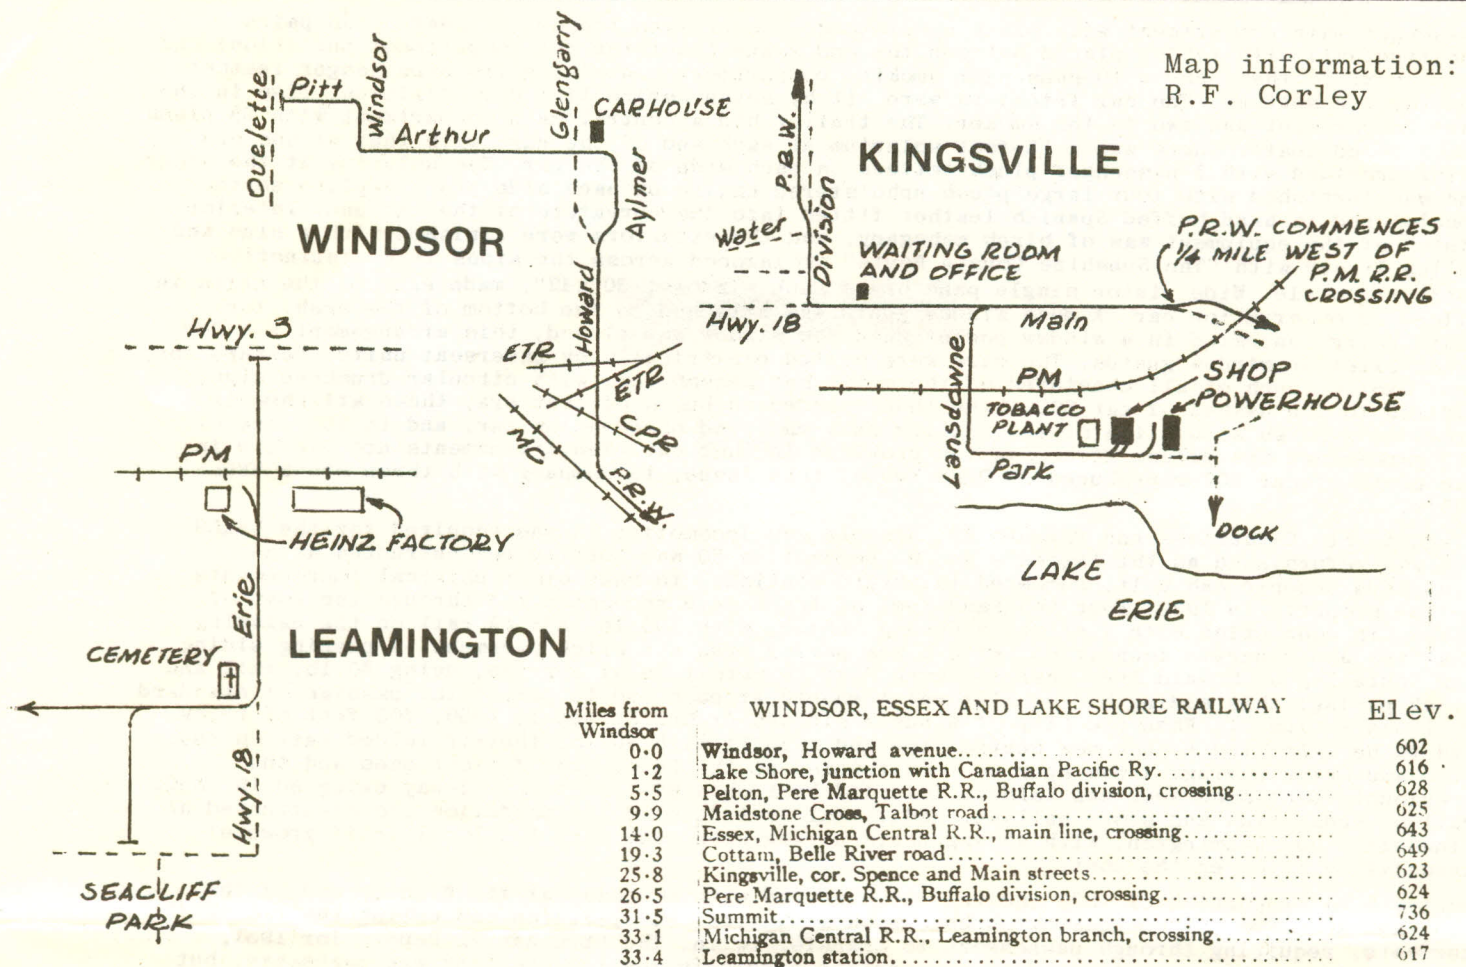 Map information:
R.F. Corley
WINDSOR
Ouelette
Pitt
Windsor
Arthur
Glengarry
CARHOUSE
Aylmer
Howard
ETR
ETR
CPR
MC
P.R.W.
KINGSVILLE
P.B.W.
Division
Water
WAITING ROOM
AND OFFICE
P.R.W. COMMENCES
1/4 MILE WEST OF
P.M. R.R.
CROSSING
Hwy. 18
Main
Lansdowne
PM
SHOP
POWERHOUSE
TOBACCO
PLANT
Park
DOCK
LAKE
ERIE
Hwy. 3
PM
HEINZ FACTORY
Erie
LEAMINGTON
CEMETERY
Hwy. 18
SEACLIFF
PARK
Miles from
Windsor
WINDSOR, ESSEX AND LAKE SHORE RAILWAY Elev.
0·0 Windsor, Howard avenue 602
1·2 Lake Shore, junction with Canadian Pacific Ry. 616
5·5 Pelton, Pere Marquette R.R., Buffalo division, crossing 628
9·9 Maidstone Cross, Talbot road 625
14·0 Essex, Michigan Central R.R., main line, crossing 643
19·3 Cottam, Belle River road 649
25·8 Kingsville, cor. Spence and Main streets 623
26·5 Pere Marquette R.R., Buffalo division, crossing 624
31·5 Summit 736
33·1 Michigan Central R.R., Leamington branch, crossing 624
33·4 Leamington station 617